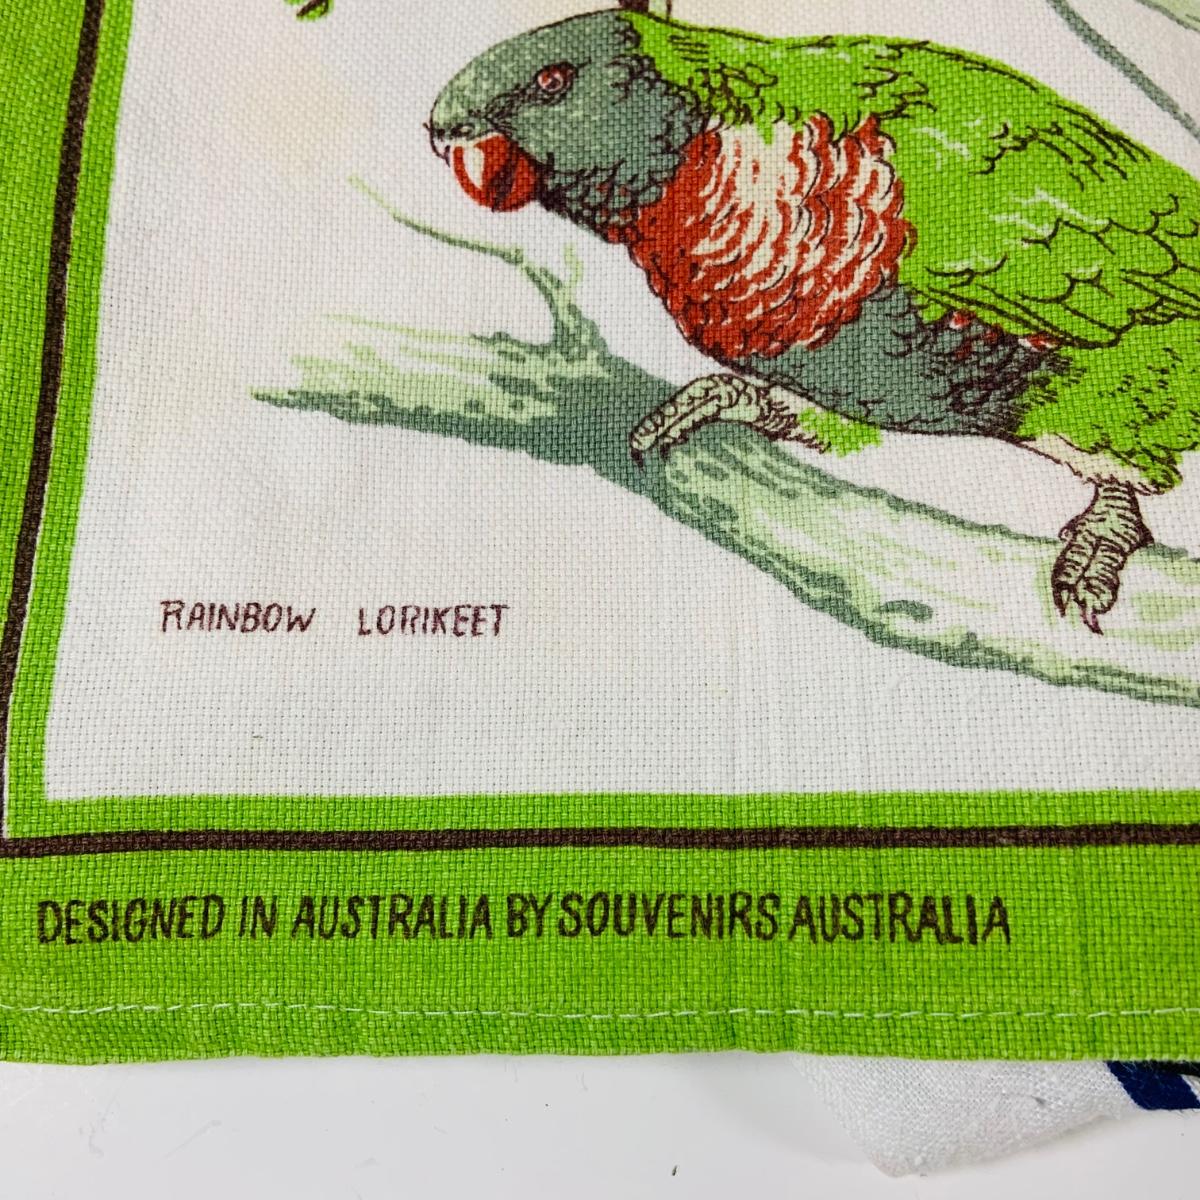 RAINBOW LORIKEET
DESIGNED IN AUSTRALIA BY SOUVENIRS AUSTRALIA